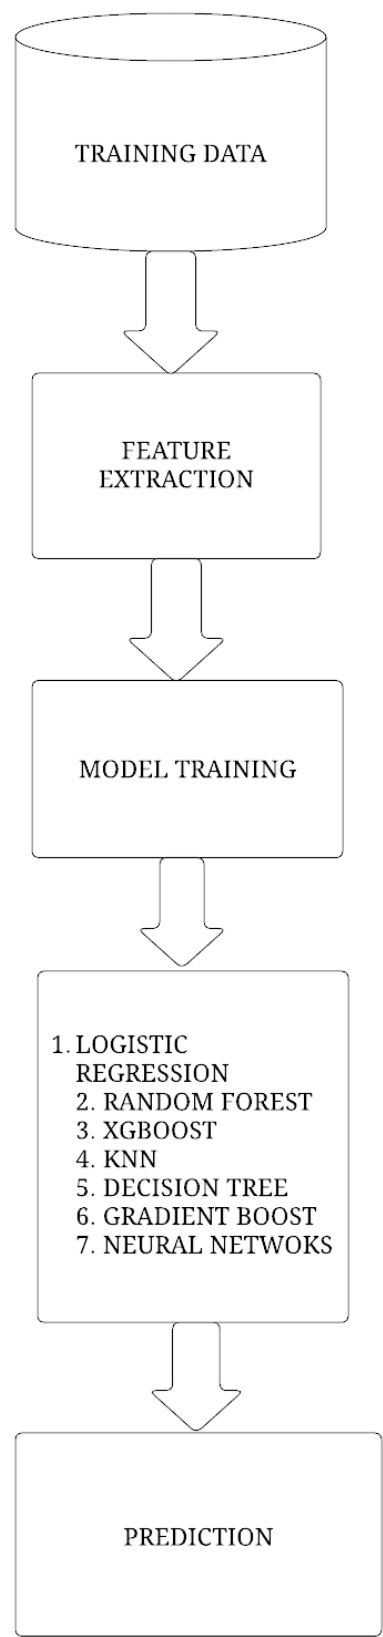 TRAINING DATA
FEATURE
EXTRACTION
MODEL TRAINING
1. LOGISTIC
REGRESSION
2. RANDOM FOREST
3. XGBOOST
4. KNN
5. DECISION TREE
6. GRADIENT BOOST
7. NEURAL NETWOKS
PREDICTION